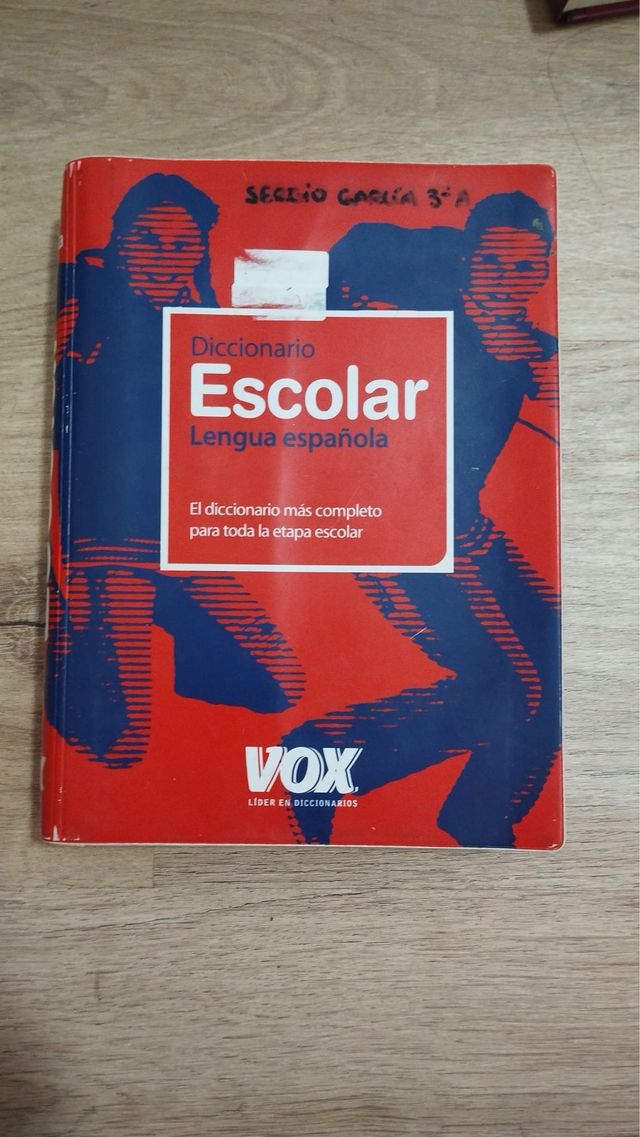 SERGIO GARCÍA 3º A
Diccionario
Escolar
Lengua española
El diccionario más completo
para toda la etapa escolar
VOX
LÍDER EN DICCIONARIOS